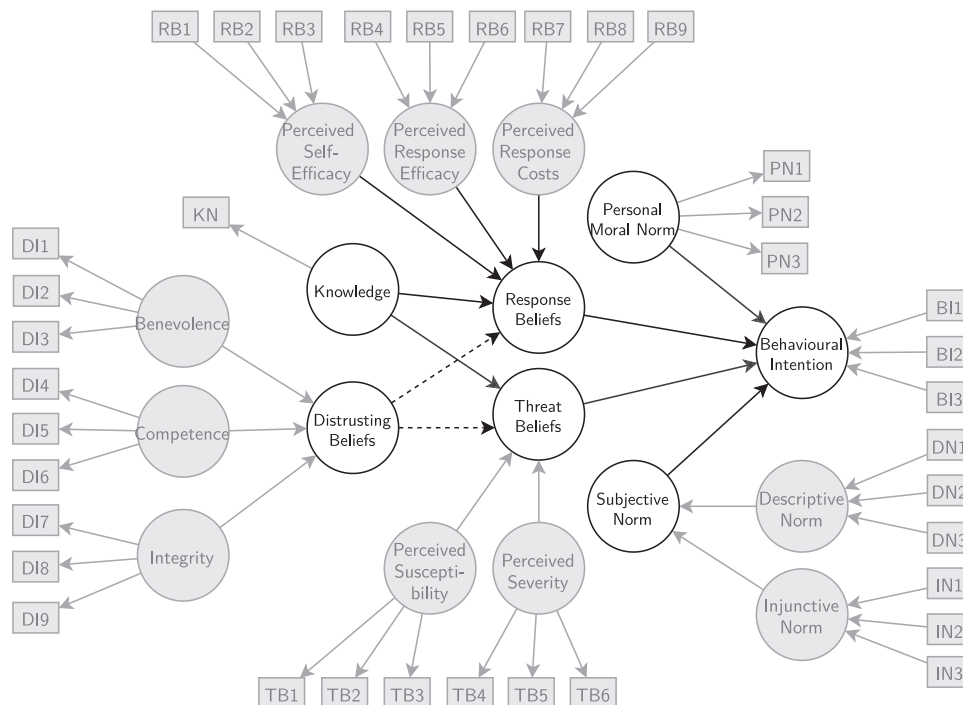 RB1
RB2
RB3
RB4
RB5
RB6
RB7
RB8
RB9
Perceived
Self-
Efficacy
Perceived
Response
Efficacy
Perceived
Response
Costs
Personal
Moral Norm
PN1
PN2
PN3
KN
DI1
DI2
DI3
DI4
DI5
DI6
DI7
DI8
DI9
Benevolence
Competence
Integrity
Knowledge
Distrusting
Beliefs
Response
Beliefs
Threat
Beliefs
Behavioural
Intention
BI1
BI2
BI3
Subjective
Norm
Descriptive
Norm
DN1
DN2
DN3
Injunctive
Norm
IN1
IN2
IN3
Perceived
Suscepti-
bility
Perceived
Severity
TB1
TB2
TB3
TB4
TB5
TB6